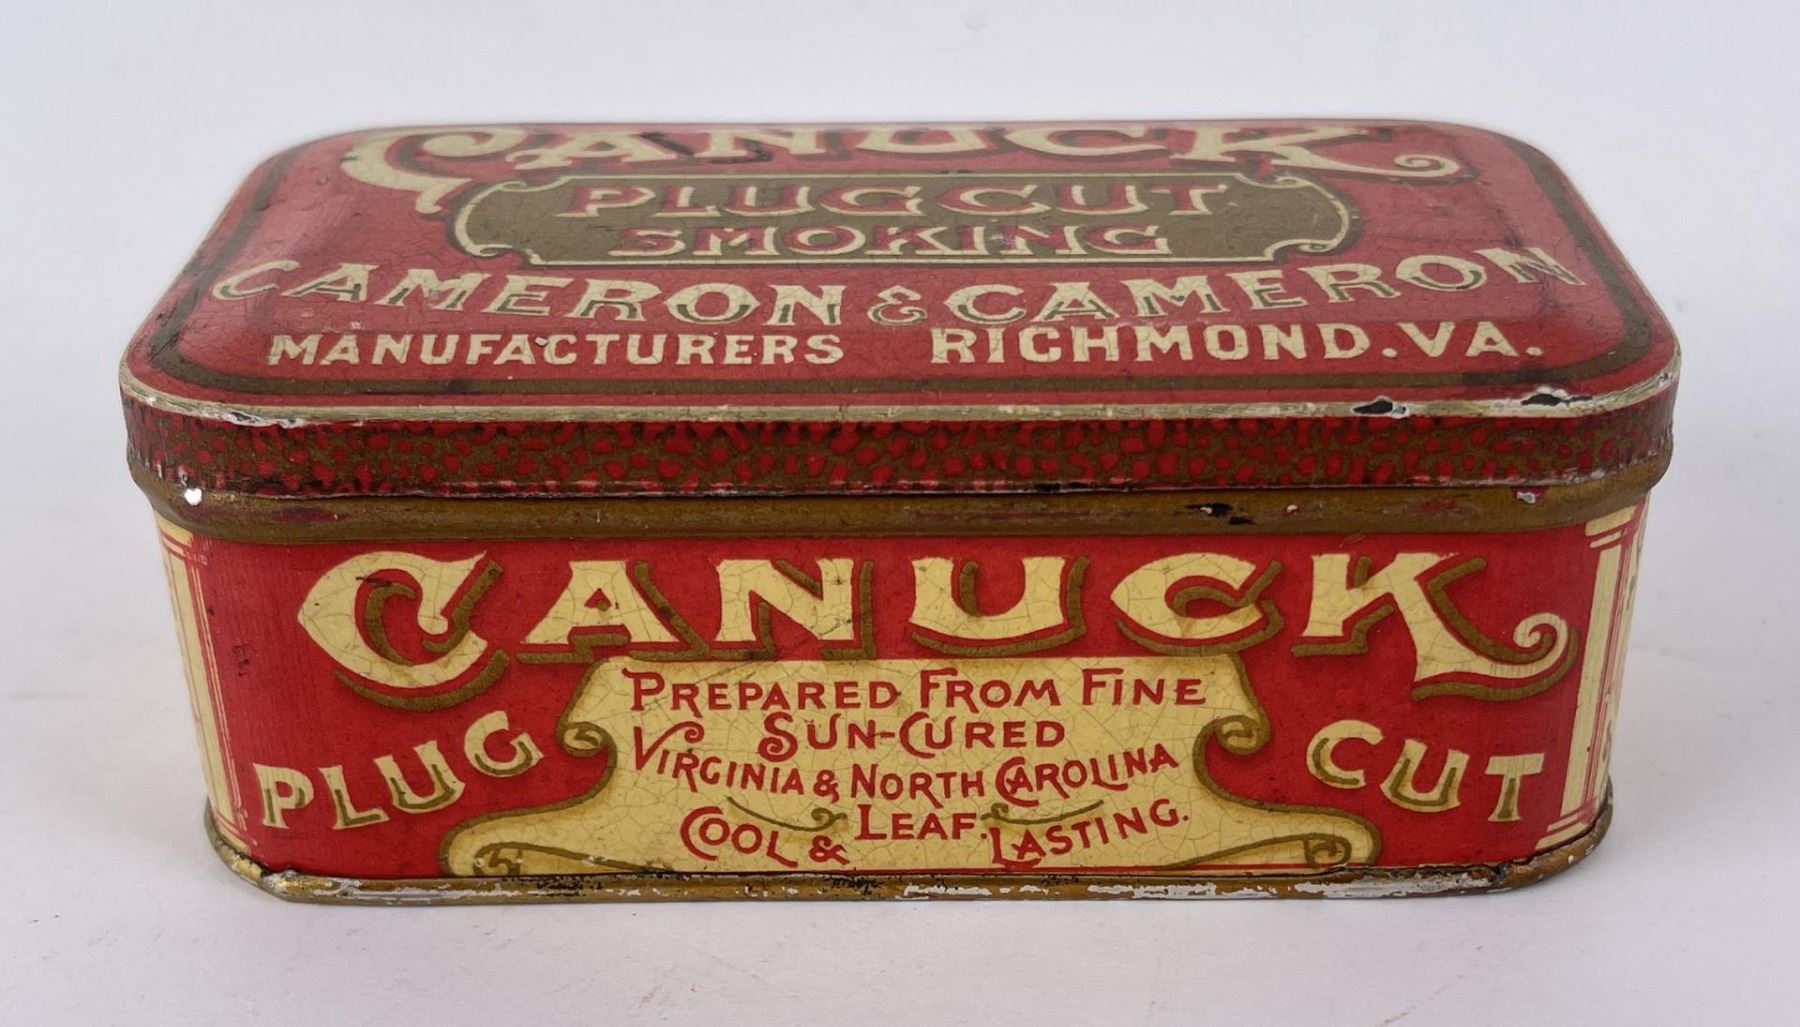 CANUCK
PLUG CUT
SMOKING
CAMERON & CAMERON
MANUFACTURERS RICHMOND. VA.
CANUCK
PLUG CUT
PREPARED FROM FINE
SUN-CURED
VIRGINIA & NORTH CAROLINA
LEAF.
COOL & LASTING.